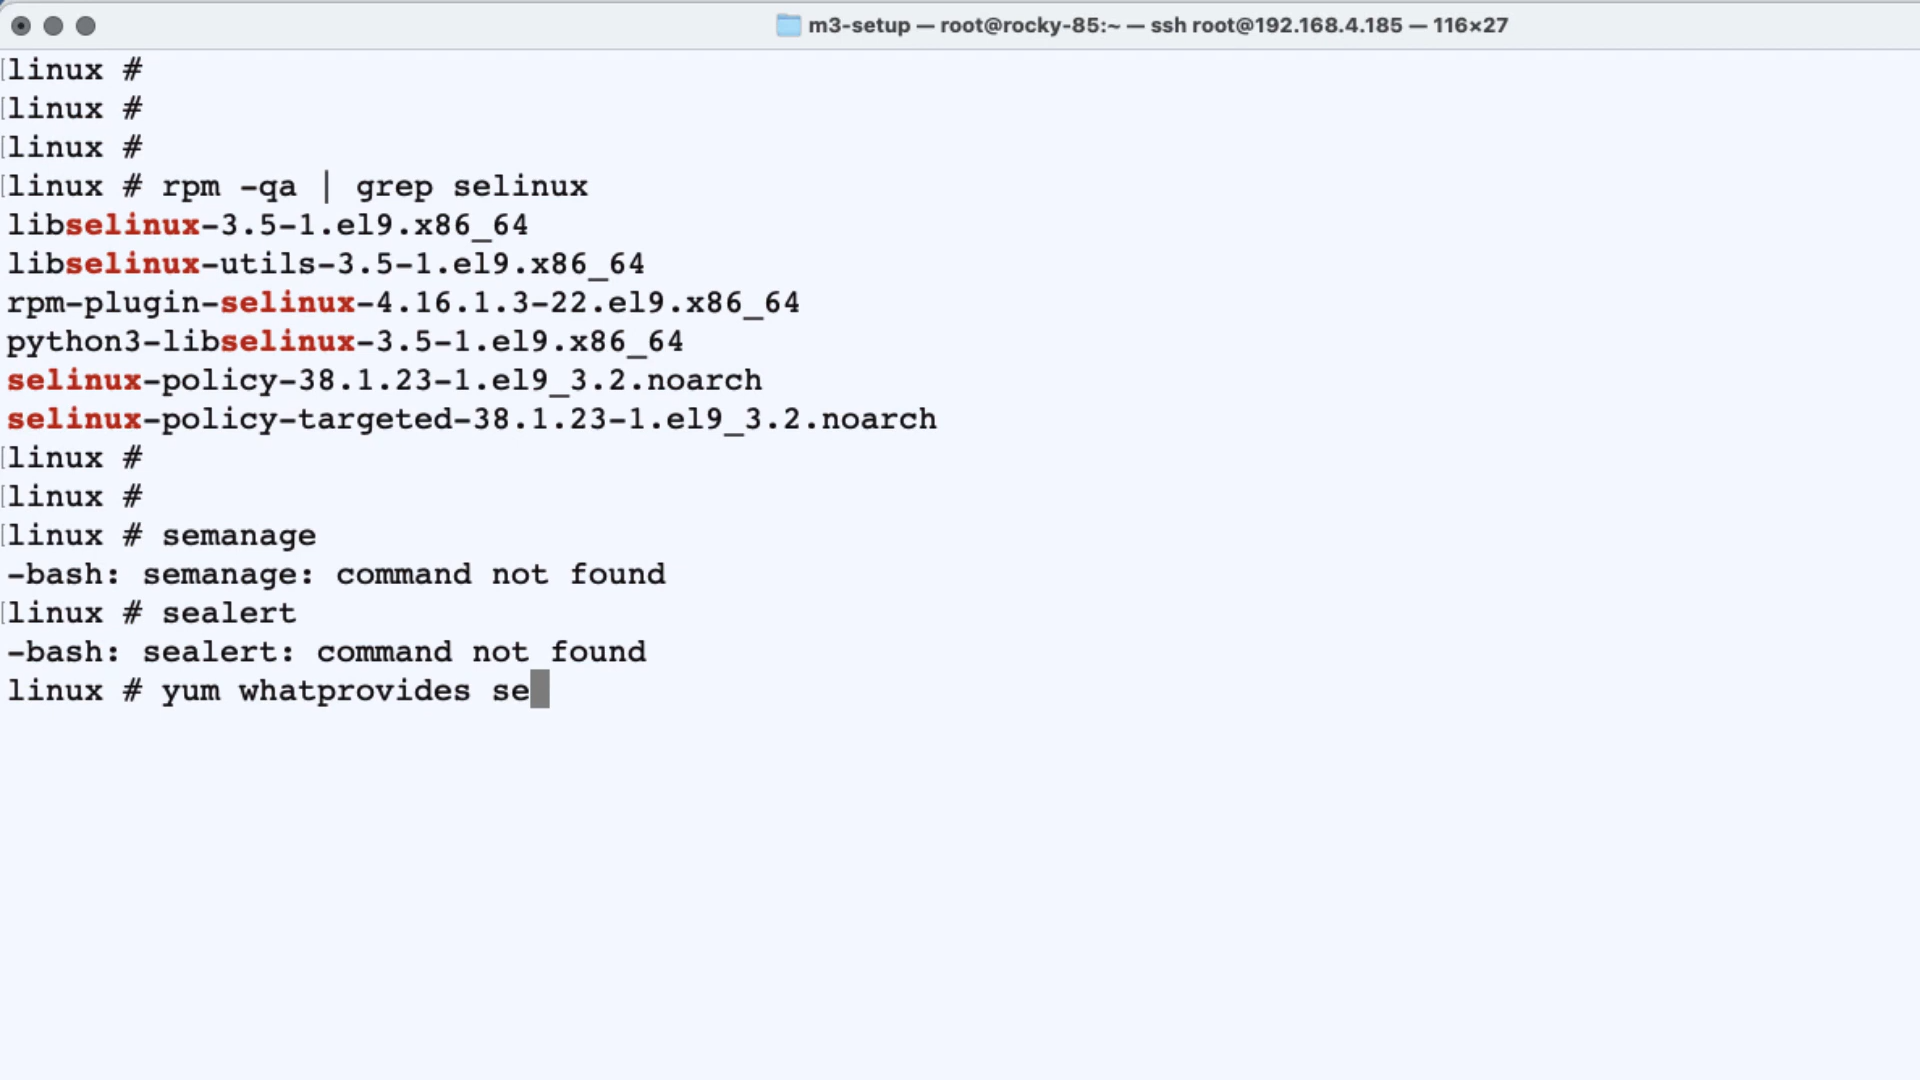 m3-setup — root@rocky-85:~ — ssh root@192.168.4.185 — 116×27
[linux #
[linux #
[linux #
[linux # rpm -qa | grep selinux
libselinux-3.5-1.el9.x86_64
libselinux-utils-3.5-1.el9.x86_64
rpm-plugin-selinux-4.16.1.3-22.el9.x86_64
python3-libselinux-3.5-1.el9.x86_64
selinux-policy-38.1.23-1.el9_3.2.noarch
selinux-policy-targeted-38.1.23-1.el9_3.2.noarch
[linux #
[linux #
[linux # semanage
-bash: semanage: command not found
[linux # sealert
-bash: sealert: command not found
linux # yum whatprovides se